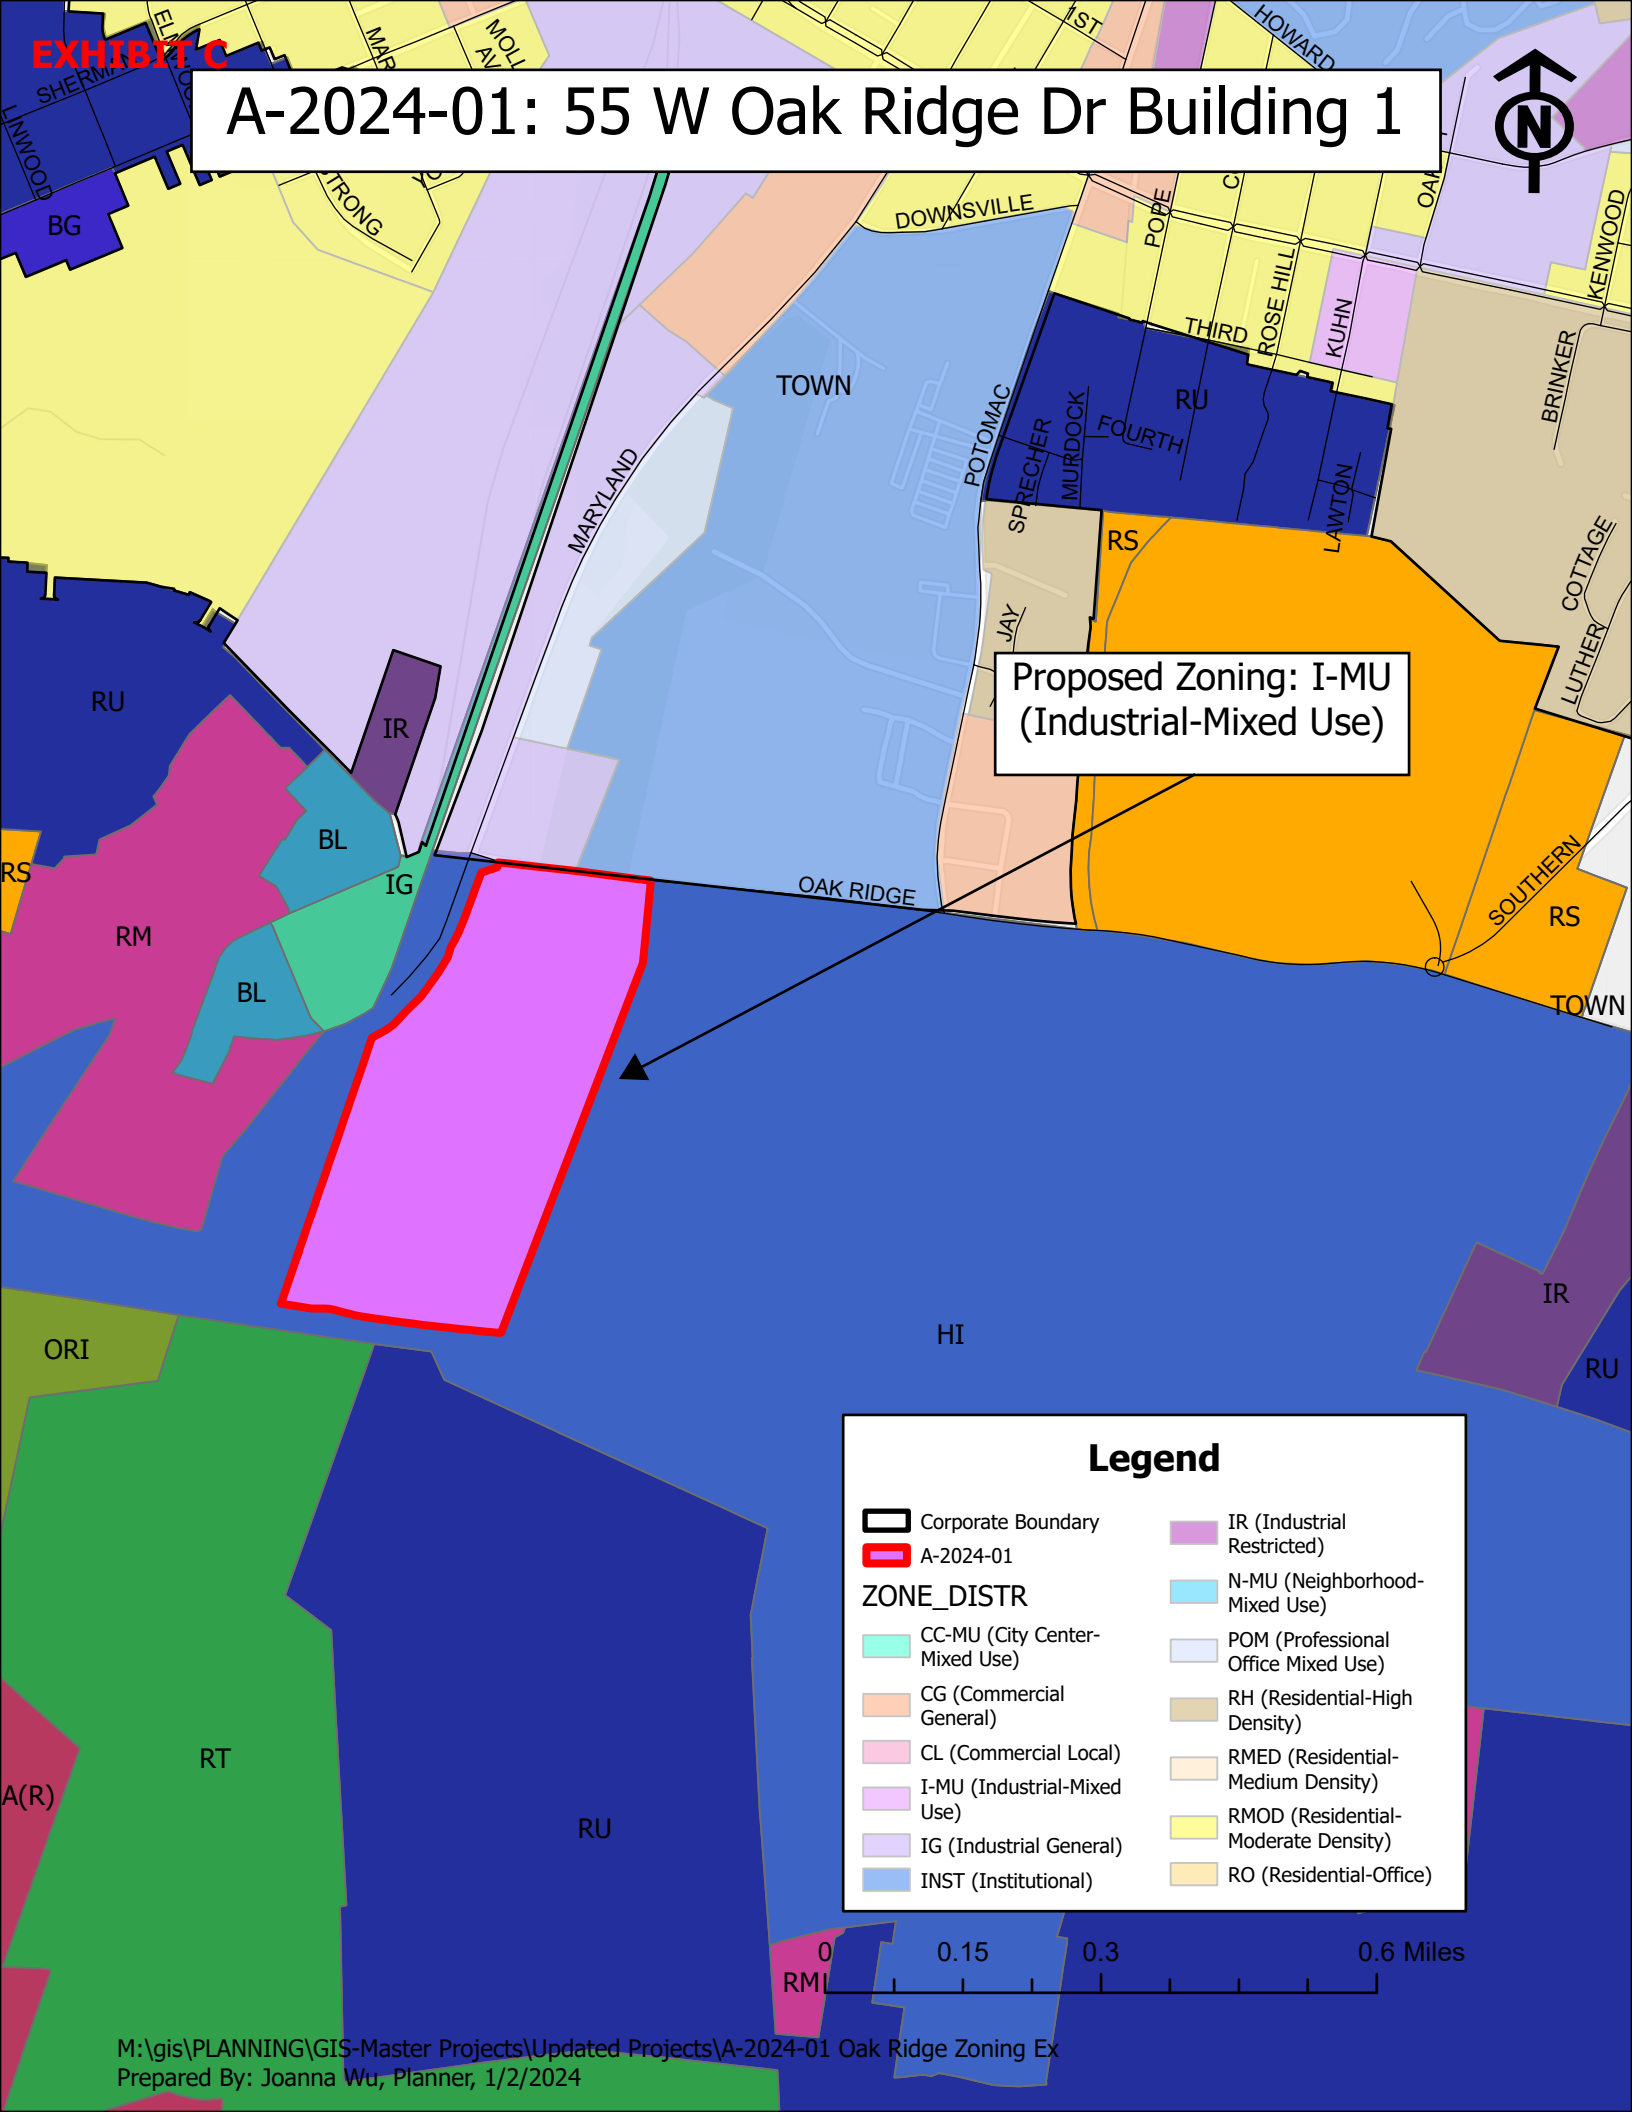 EXHIBIT C
SHERMAN
LINWOOD
MAR
MOLL
AV
1ST
HOWARD
A-2024-01: 55 W Oak Ridge Dr Building 1
N
STRONG
BG
DOWNSVILLE
POPE
KENWOOD
ROSE HILL
KUHN
THIRD
TOWN
BRINKER
RU
POTOMAC
SPRECHER
MURDOCK
FOURTH
LAWTON
MARYLAND
RS
COTTAGE
JAY
LUTHER
Proposed Zoning: I-MU
(Industrial-Mixed Use)
RU
IR
BL
IG
RS
OAK RIDGE
SOUTHERN
RS
RM
BL
TOWN
IR
HI
ORI
RU
Legend
Corporate Boundary
A-2024-01
ZONE_DISTR
CC-MU (City Center-
Mixed Use)
CG (Commercial
General)
CL (Commercial Local)
I-MU (Industrial-Mixed
Use)
IG (Industrial General)
INST (Institutional)
IR (Industrial
Restricted)
N-MU (Neighborhood-
Mixed Use)
POM (Professional
Office Mixed Use)
RH (Residential-High
Density)
RMED (Residential-
Medium Density)
RMOD (Residential-
Moderate Density)
RO (Residential-Office)
RT
A(R)
RU
0 0.15 0.3 0.6 Miles
RM
M:\gis\PLANNING\GIS-Master Projects\Updated Projects\A-2024-01 Oak Ridge Zoning Ex
Prepared By: Joanna Wu, Planner, 1/2/2024